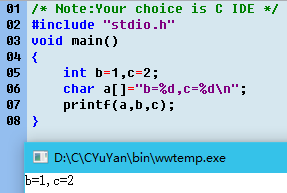 01 /* Note:Your choice is C IDE */
02 #include "stdio.h"
03 void main()
04 {
05     int b=1,c=2;
06     char a[]="b=%d,c=%d\n";
07     printf(a,b,c);
08 }
D:\C\CYuYan\bin\wwtemp.exe
b=1,c=2